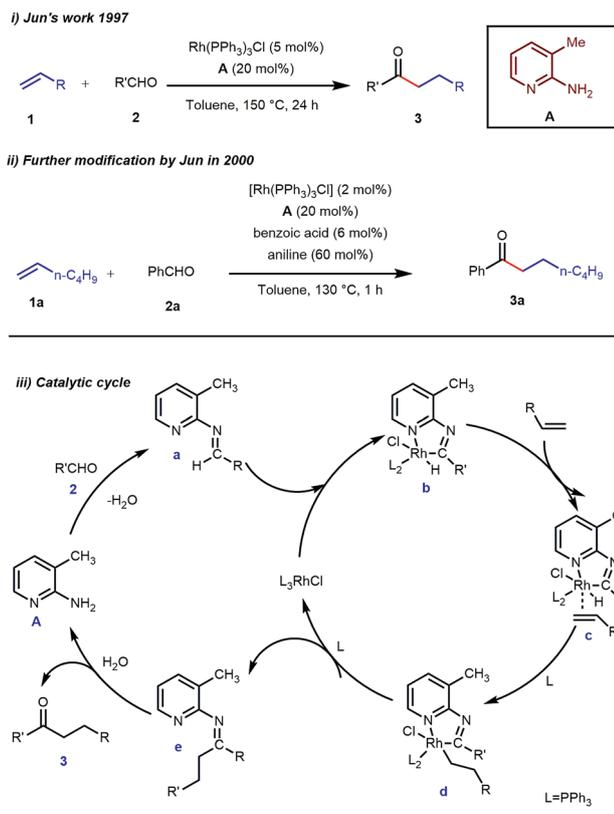 i) Jun's work 1997
Rh(PPh3)3Cl (5 mol%)
A (20 mol%)
R + R'CHO
Toluene, 150 °C, 24 h
1
2
O
R' R
3
Me
N NH2
A
ii) Further modification by Jun in 2000
[Rh(PPh3)3Cl] (2 mol%)
A (20 mol%)
benzoic acid (6 mol%)
aniline (60 mol%)
n-C4H9 + PhCHO
Toluene, 130 °C, 1 h
1a
2a
O
Ph n-C4H9
3a
iii) Catalytic cycle
CH3
N N
a
H R
CH3
N N
Cl Rh
L2 H R'
b
R
R'CHO
2
-H2O
CH3
N NH2
A
L3RhCl
N N
Cl Rh C
L2 H
R
c
L
L
H2O
O
R' R
3
CH3
N N
e
R
R'
CH3
N N
Cl Rh C
L2 R'
R
d
L=PPh3